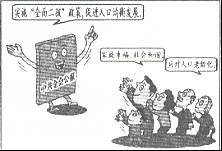 实施“全面二孩”政策，促进人口均衡发展。
家庭幸福，社会和谐。
应对人口老龄化。